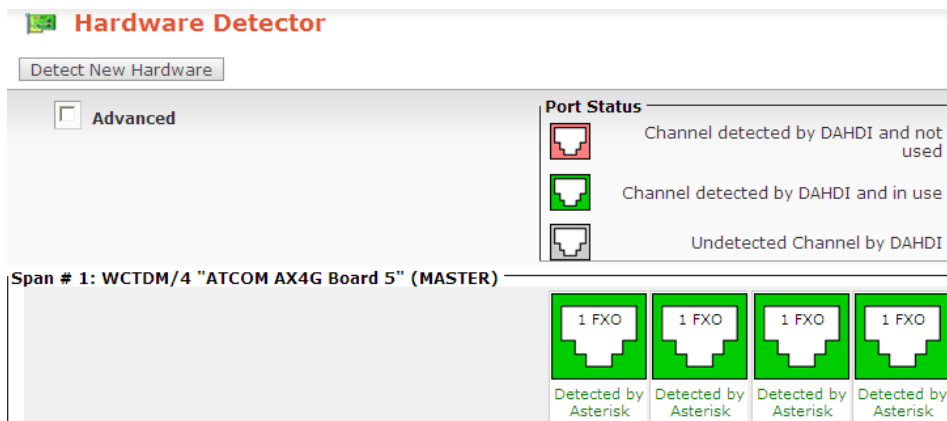 Hardware Detector
Detect New Hardware
Advanced
Port Status
Channel detected by DAHDI and not
used
Channel detected by DAHDI and in use
Undetected Channel by DAHDI
Span # 1: WCTDM/4 "ATCOM AX4G Board 5" (MASTER)
1 FXO 1 FXO 1 FXO 1 FXO
Detected by Detected by Detected by Detected by
Asterisk Asterisk Asterisk Asterisk